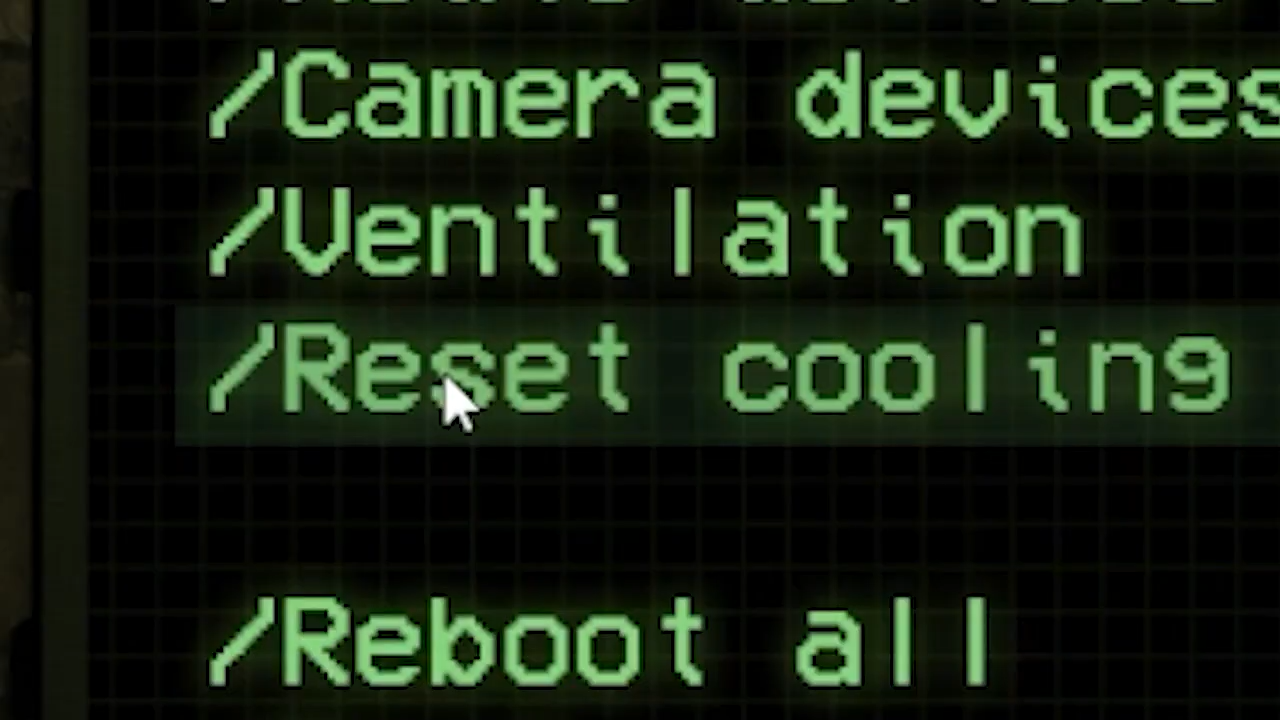 /Camera devices
/Ventilation
/Reset cooling
/Reboot all